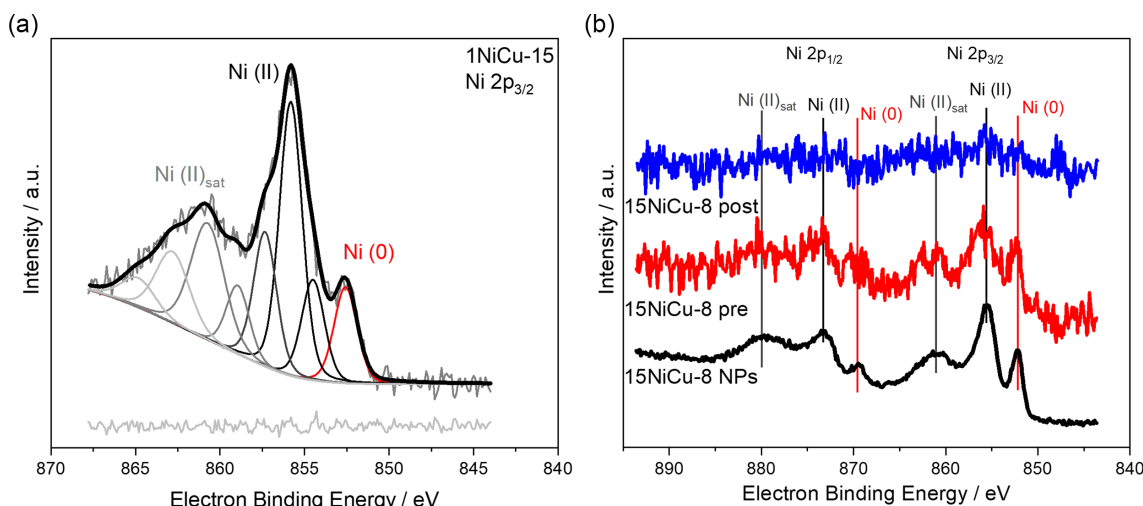 (a)
1NiCu-15
Ni 2p3/2
Ni (II)
Ni (II)sat
Ni (0)
Intensity / a.u.
870 865 860 855 850 845 840
Electron Binding Energy / eV
(b)
Ni 2p1/2 Ni 2p3/2
Ni (II)sat Ni (II) Ni (0) Ni (II)sat Ni (II) Ni (0)
15NiCu-8 post
15NiCu-8 pre
15NiCu-8 NPs
Intensity / a.u.
890 880 870 860 850 840
Electron Binding Energy / eV